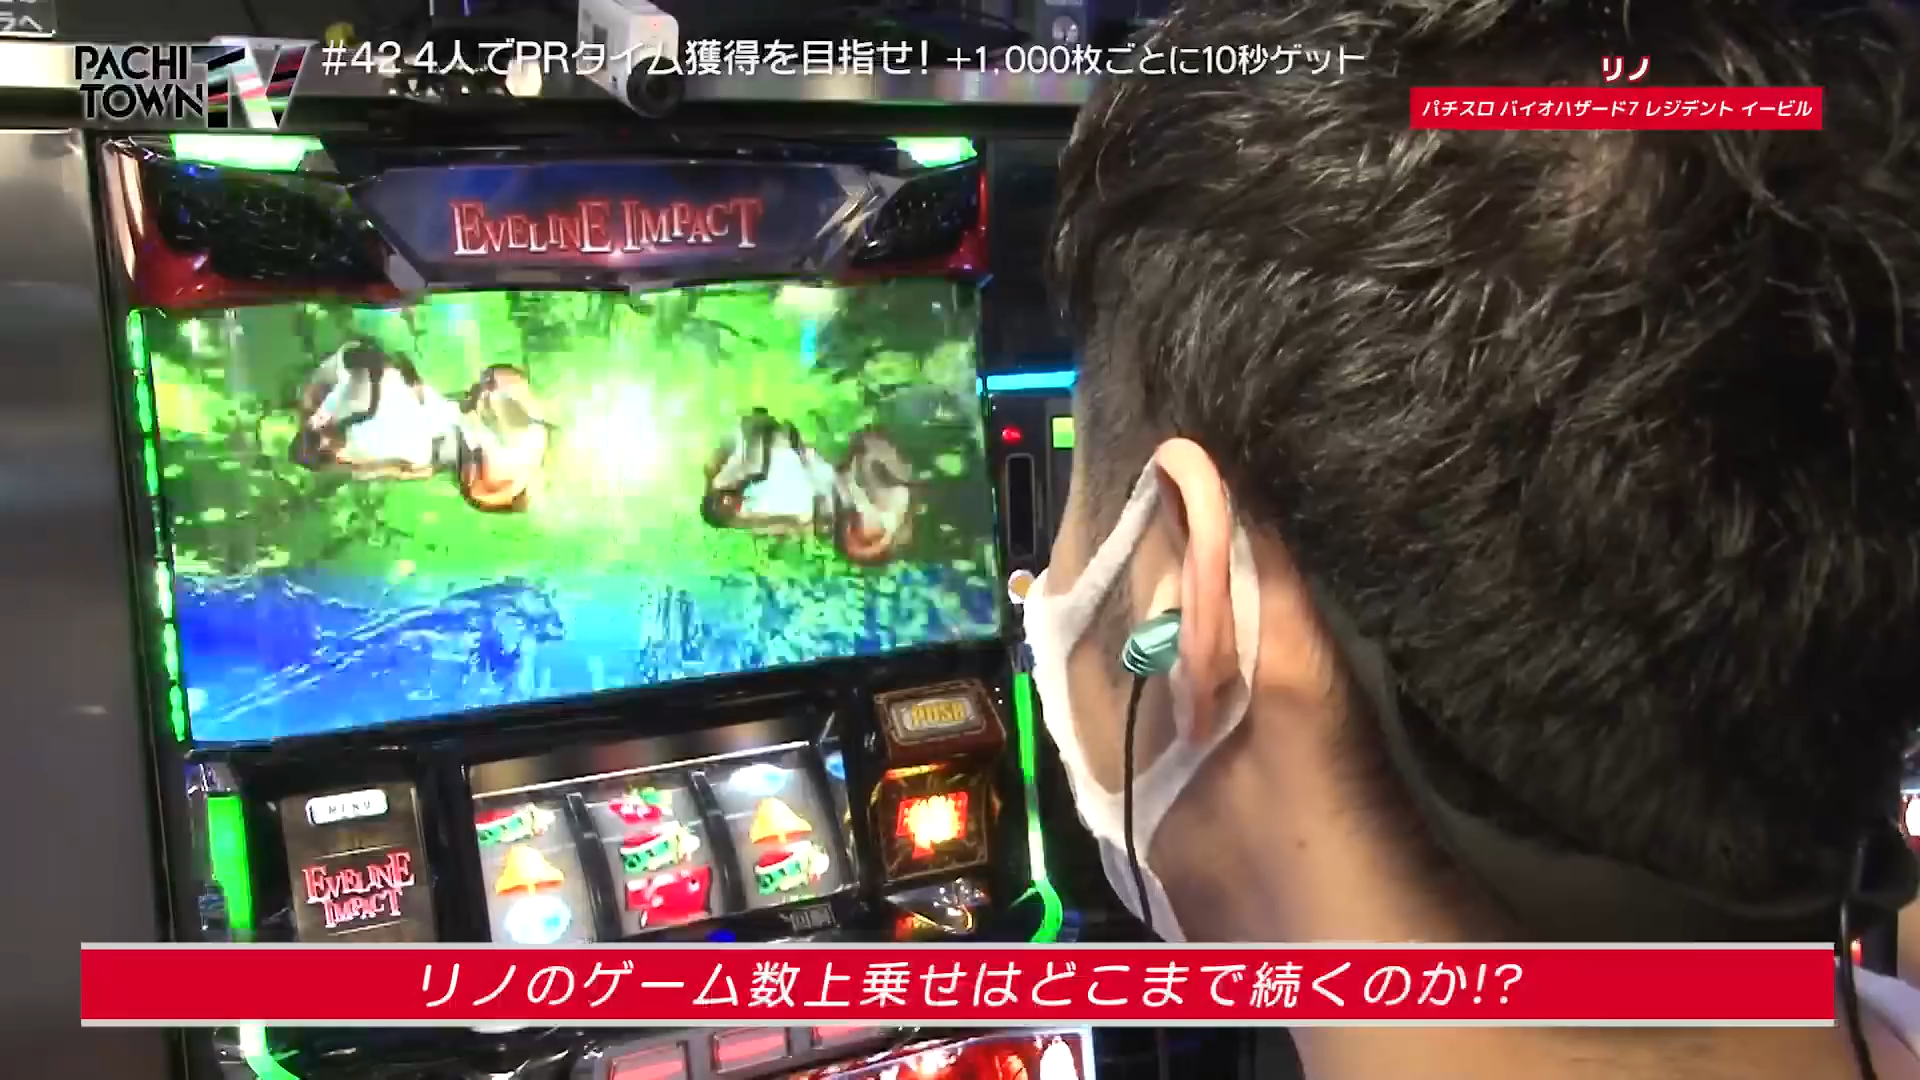 PACHI TOWN TV
#42 4人でPRタイム獲得を目指せ！+1,000枚ごとに10秒ゲット
リノ
パチスロ バイオハザード7 レジデント イービル
EVELINE IMPACT
PUSH
MENU
EVELINE
IMPACT
リノのゲーム数上乗せはどこまで続くのか!?